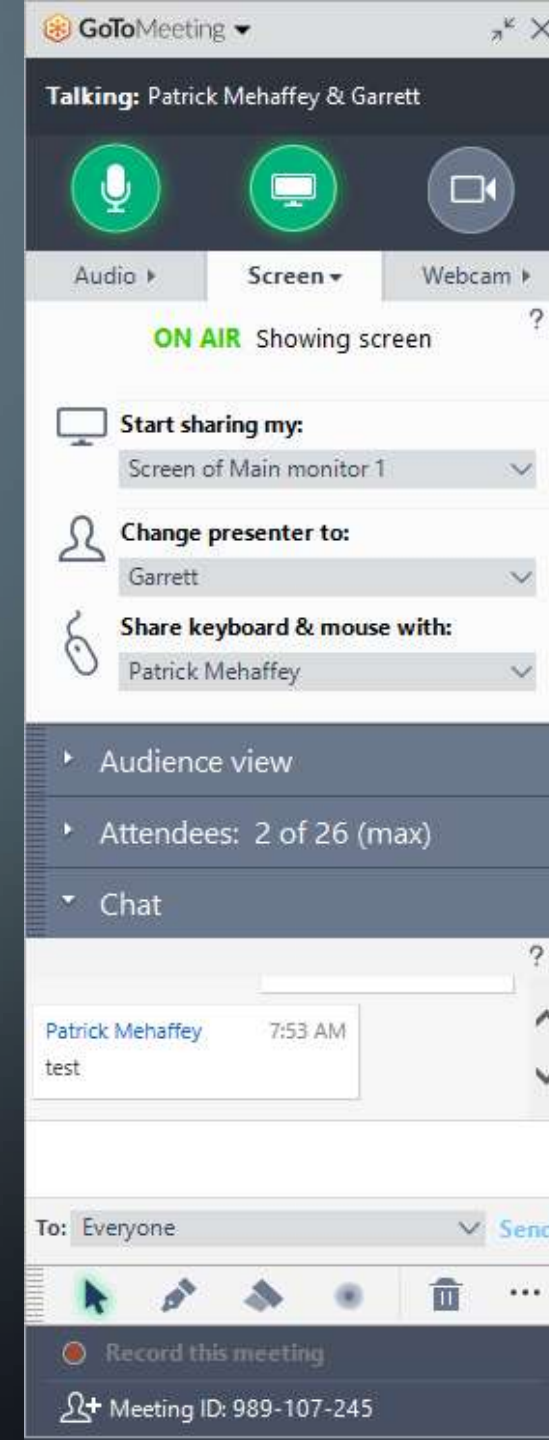 GoToMeeting
Talking: Patrick Mehaffey & Garrett
Audio Screen Webcam
?
ON AIR Showing screen
Start sharing my:
Screen of Main monitor 1
Change presenter to:
Garrett
Share keyboard & mouse with:
Patrick Mehaffey
Audience view
Attendees: 2 of 26 (max)
Chat
?
Patrick Mehaffey 7:53 AM
test
To: Everyone Send
Record this meeting
Meeting ID: 989-107-245